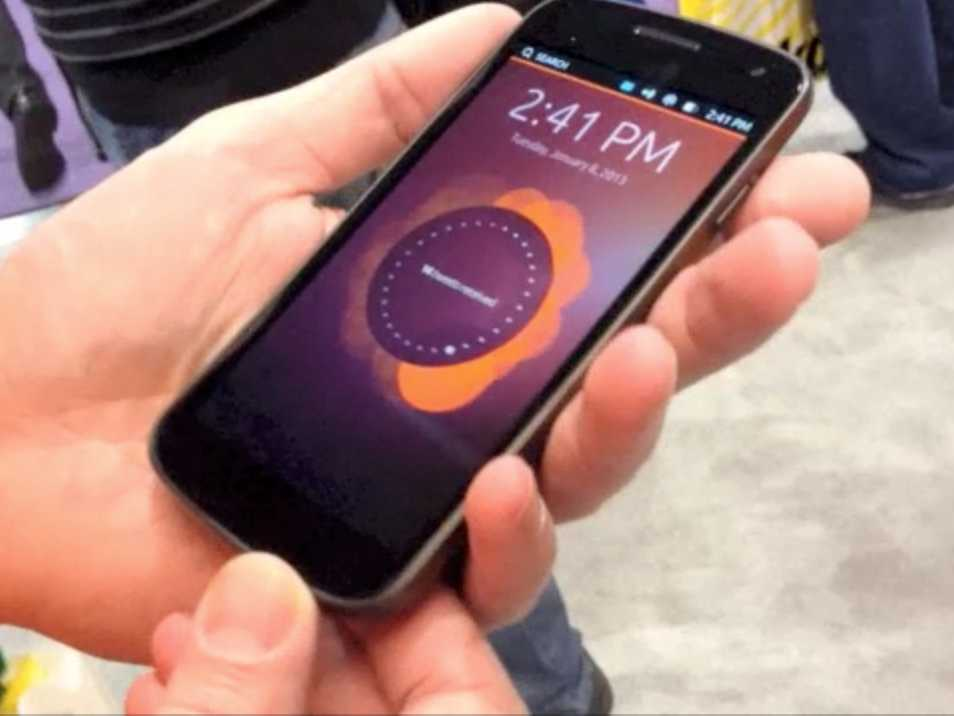 SEARCH
2:41 PM
2:41 PM
Tuesday, January 8, 2013